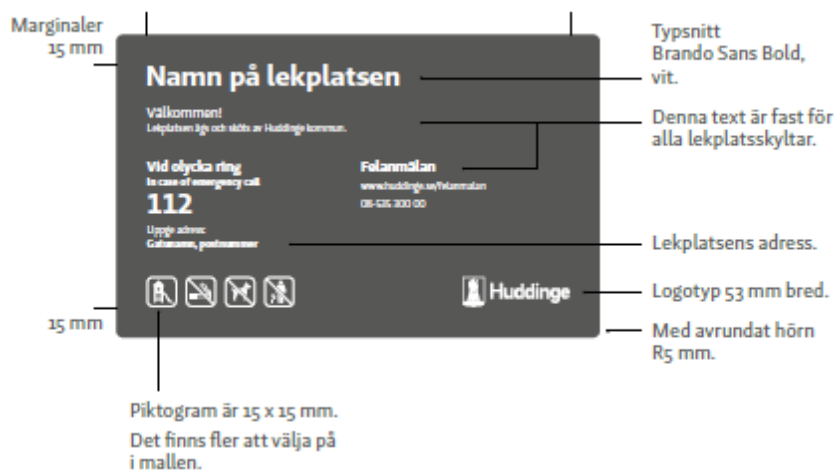 Marginaler
15 mm
Namn på lekplatsen
Välkommen!
Lekplatsen ägs och sköts av Huddinge kommun.
Vid olycka ring
In case of emergency call
112
Uppge adress:
Gatunamn, postnummer
Felanmälan
www.huddinge.se/felanmalan
08-535 300 00
Huddinge
15 mm
Typsnitt
Brando Sans Bold,
vit.
Denna text är fast för
alla lekplatsskyltar.
Lekplatsens adress.
Logotyp 53 mm bred.
Med avrundat hörn
R5 mm.
Piktogram är 15 x 15 mm.
Det finns fler att välja på
i mallen.